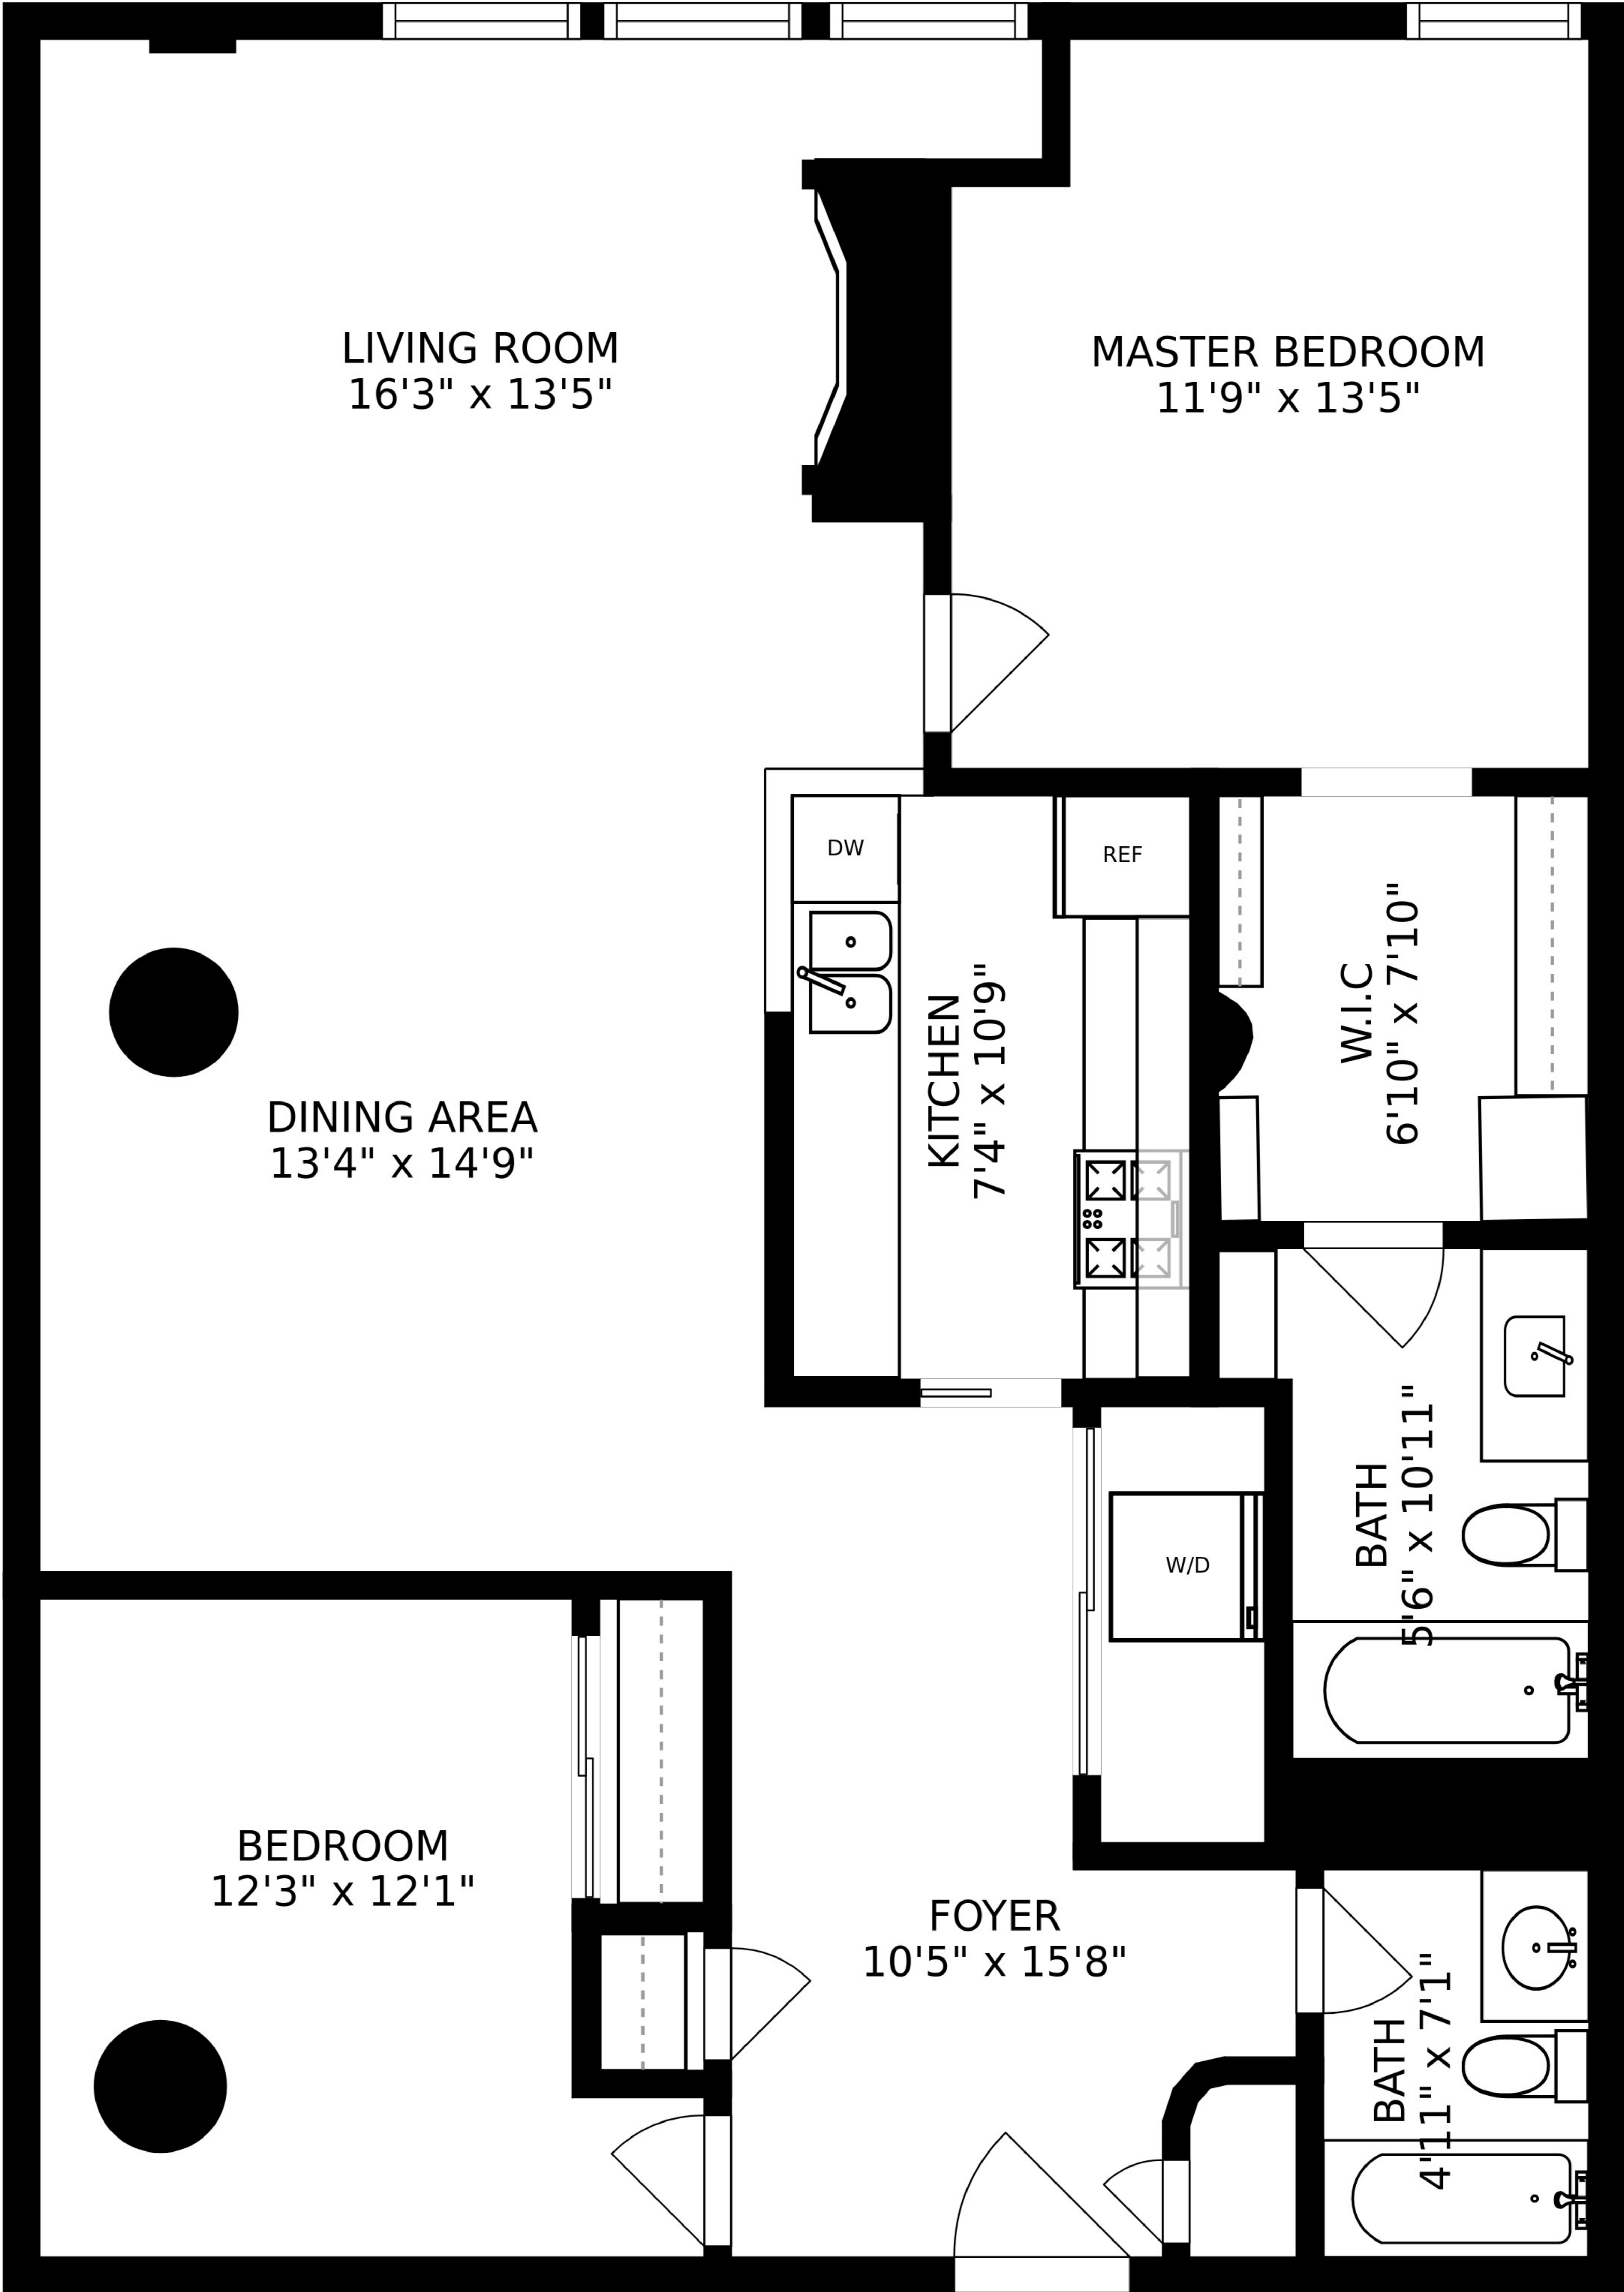 LIVING ROOM
16'3" x 13'5"
MASTER BEDROOM
11'9" x 13'5"
DW
REF
KITCHEN
7'4" x 10'9"
W.I.C
6'10" x 7'10"
DINING AREA
13'4" x 14'9"
BATH
5'6" x 10'11"
W/D
BEDROOM
12'3" x 12'1"
FOYER
10'5" x 15'8"
BATH
4'11" x 7'1"